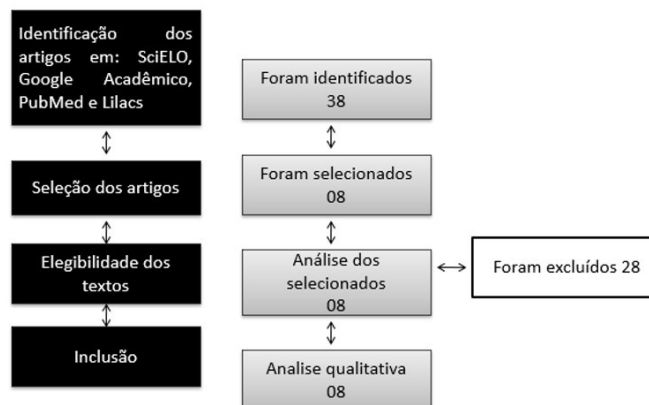 Identificação dos
artigos em: SciELO,
Google Acadêmico,
PubMed e Lilacs
Seleção dos artigos
Elegibilidade dos
textos
Inclusão
Foram identificados
38
Foram selecionados
08
Análise dos
selecionados
08
Analise qualitativa
08
Foram excluídos 28